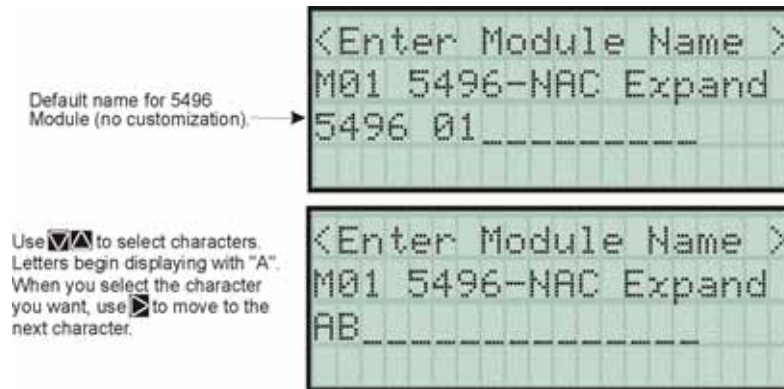 <Enter Module Name >
M01 5496-NAC Expand
Default name for 5496
Module (no customization).
5496 01_________
Use ▼▲ to select characters.
Letters begin displaying with "A".
When you select the character
you want, use ▶ to move to the
next character.
<Enter Module Name >
M01 5496-NAC Expand
AB______________